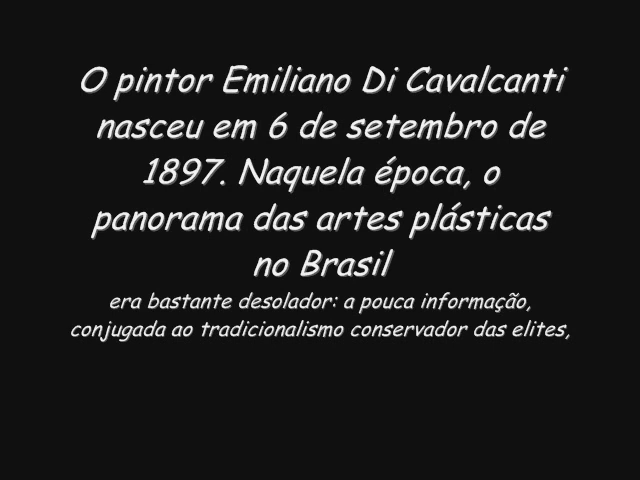 O pintor Emiliano Di Cavalcanti
nasceu em 6 de setembro de
1897. Naquela época, o
panorama das artes plásticas
no Brasil
era bastante desolador: a pouca informação,
conjugada ao tradicionalismo conservador das elites,